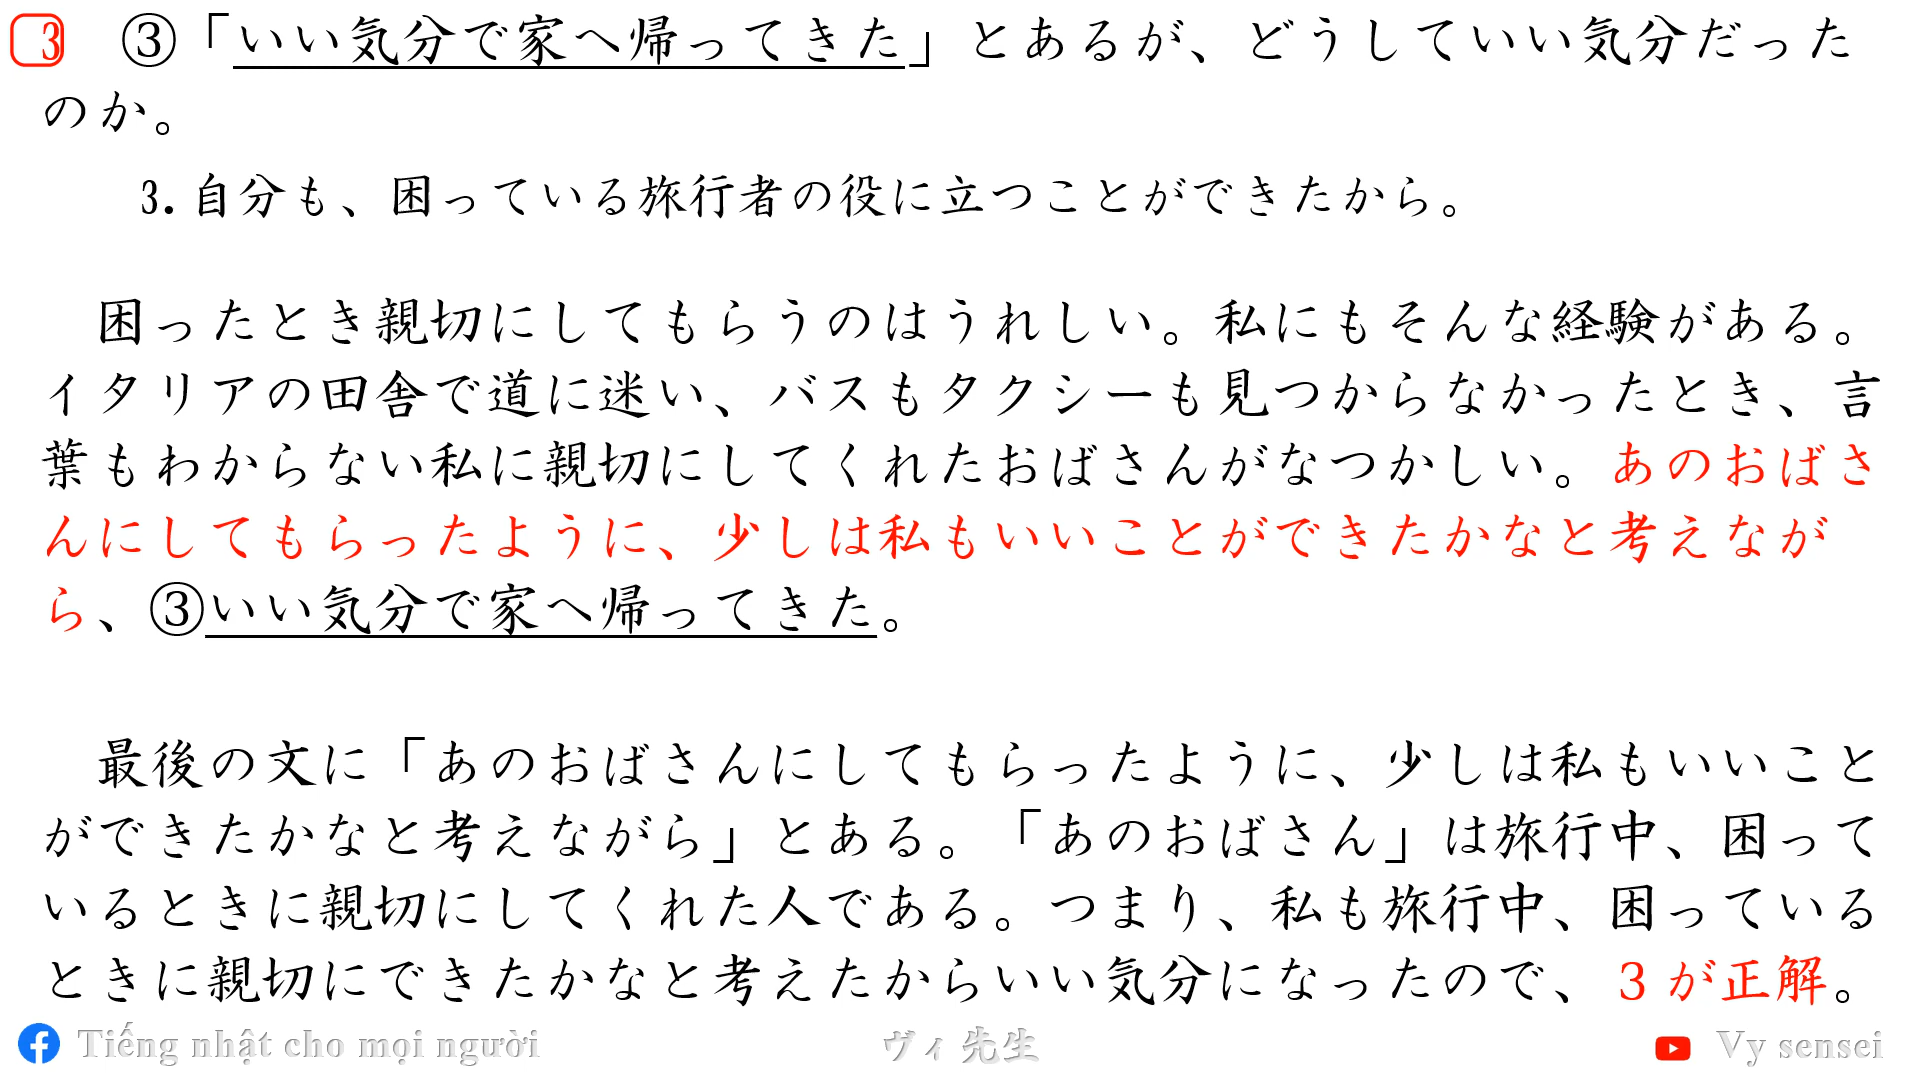 3 ③「いい気分で家へ帰ってきた」とあるが、どうしていい気分だった
のか。
3.自分も、困っている旅行者の役に立つことができたから。
困ったとき親切にしてもらうのはうれしい。私にもそんな経験がある。
イタリアの田舎で道に迷い、バスもタクシーも見つからなかったとき、言
葉もわからない私に親切にしてくれたおばさんがなつかしい。あのおばさ
んにしてもらったように、少しは私もいいことができたかなと考えなが
ら、③いい気分で家へ帰ってきた。
最後の文に「あのおばさんにしてもらったように、少しは私もいいこと
ができたかなと考えながら」とある。「あのおばさん」は旅行中、困って
いるときに親切にしてくれた人である。つまり、私も旅行中、困っている
ときに親切にできたかなと考えたからいい気分になったので、３が正解。
Tiếng nhật cho mọi người ヴィ先生 Vy sensei